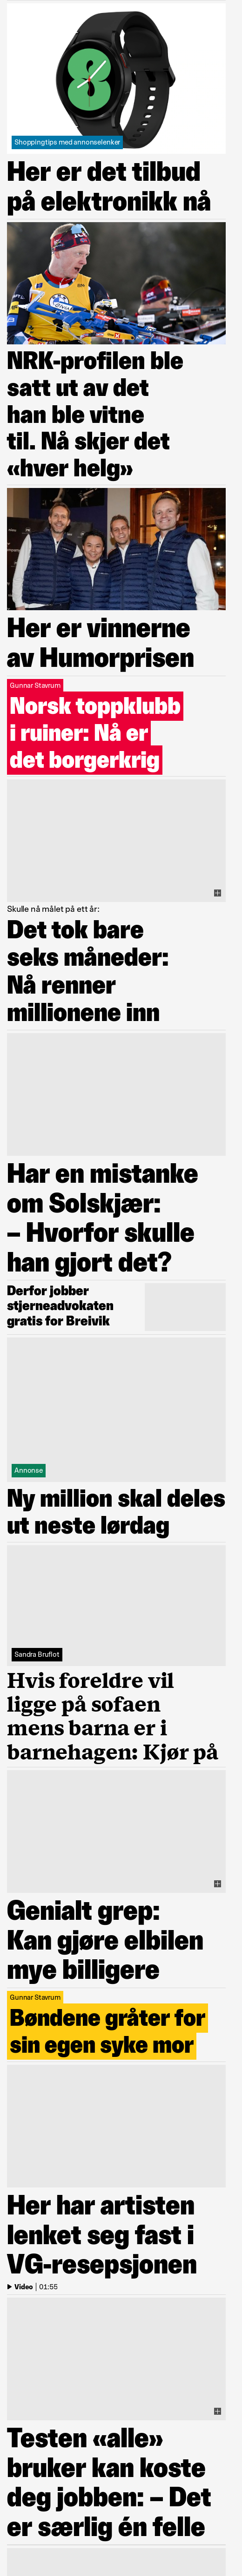 Shoppingtips med annonselenker
Her er det tilbud
på elektronikk nå
NRK-profilen ble
satt ut av det
han ble vitne
til. Nå skjer det
«hver helg»
Her er vinnerne
av Humorprisen
Gunnar Stavrum
Norsk toppklubb
i ruiner: Nå er
det borgerkrig
Skulle nå målet på ett år:
Det tok bare
seks måneder:
Nå renner
millionene inn
Har en mistanke
om Solskjær:
– Hvorfor skulle
han gjort det?
Derfor jobber
stjerneadvokaten
gratis for Breivik
Annonse
Ny million skal deles
ut neste lørdag
Sandra Bruflot
Hvis foreldre vil
ligge på sofaen
mens barna er i
barnehagen: Kjør på
Genialt grep:
Kan gjøre elbilen
mye billigere
Gunnar Stavrum
Bøndene gråter for
sin egen syke mor
Her har artisten
lenket seg fast i
VG-resepsjonen
Video | 01:55
Testen «alle»
bruker kan koste
deg jobben: – Det
er særlig én felle